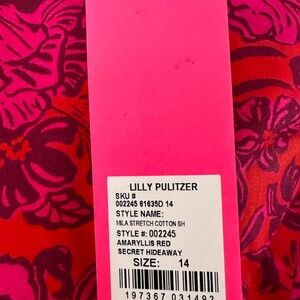 LILLY PULITZER
SKU #
002245 61635D 14
STYLE NAME:
MILA STRETCH COTTON SH
STYLE #: 002245
AMARYLLIS RED
SECRET HIDEAWAY
SIZE: 14
197367 031492